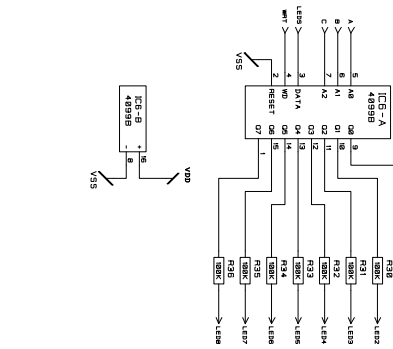 IC6-A
4099B
A 5 A0 Q0 9
R30
B 6 A1 Q1 10 100K LED2
R31
C 7 A2 Q2 11 100K LED3
R32
Q3 12 100K LED4
R33
LEDS 3 DATA Q4 13 100K LED5
R34
WRT 4 WD Q5 14 100K LED6
R35
2 RESET Q6 15 100K LED7
R36
VSS Q7 1 100K LED8
VDD
IC6-B
4099B
+ 16
- 8
VSS